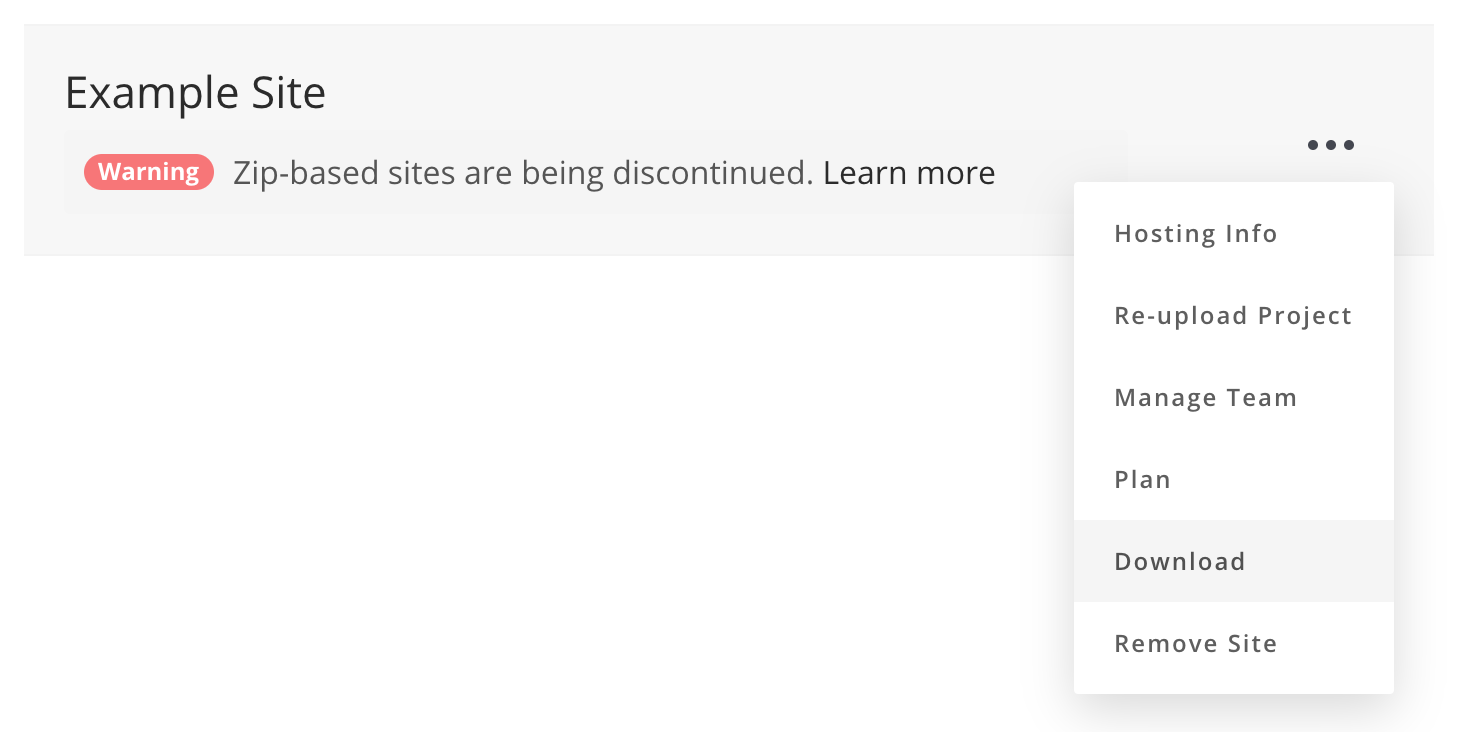 Example Site
Warning Zip-based sites are being discontinued. Learn more
Hosting Info
Re-upload Project
Manage Team
Plan
Download
Remove Site